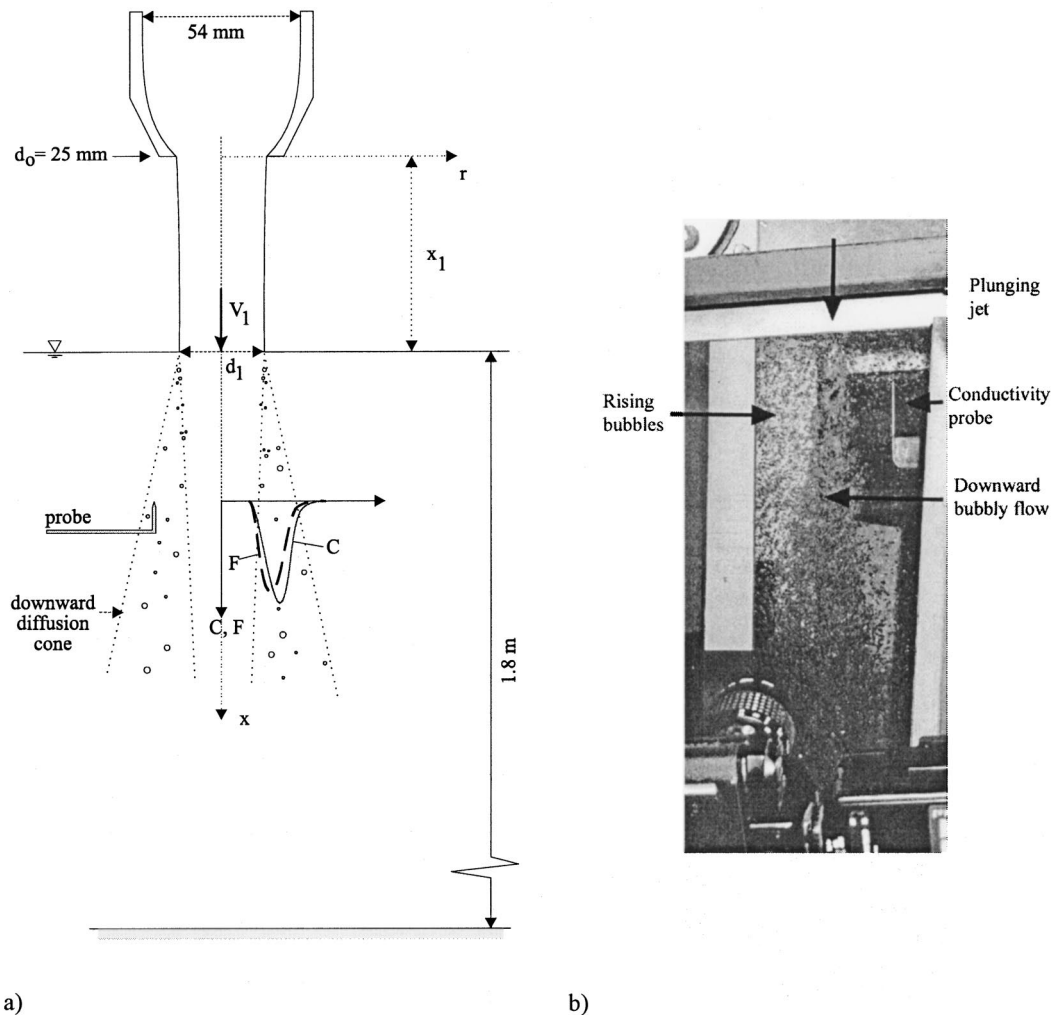 54 mm
do= 25 mm
r
x1
V1
d1
probe
F
C
downward
diffusion
cone
C, F
1.8 m
x
a)
Plunging
jet
Rising
bubbles
Conductivity
probe
Downward
bubbly flow
b)